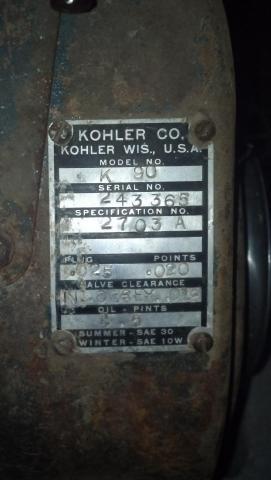 KOHLER CO.
KOHLER WIS., U.S.A.
MODEL NO.
K 90
SERIAL NO.
243365
SPECIFICATION NO.
2703 A
PLUG POINTS
.025 .020
VALVE CLEARANCE
OIL - PINTS
SUMMER - SAE 30
WINTER - SAE 10W